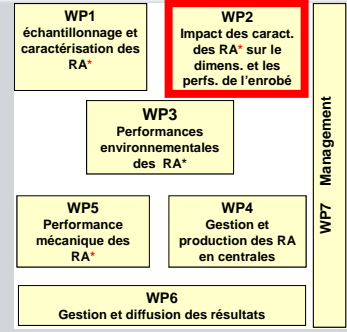 WP1
échantillonnage et
caractérisation des
RA*
WP2
Impact des caract.
des RA* sur le
dimens. et les
perfs. de l'enrobé
WP3
Performances
environnementales
des RA*
WP5
Performance
mécanique des
RA*
WP4
Gestion et
production des RA
en centrales
WP6
Gestion et diffusion des résultats
WP7 Management